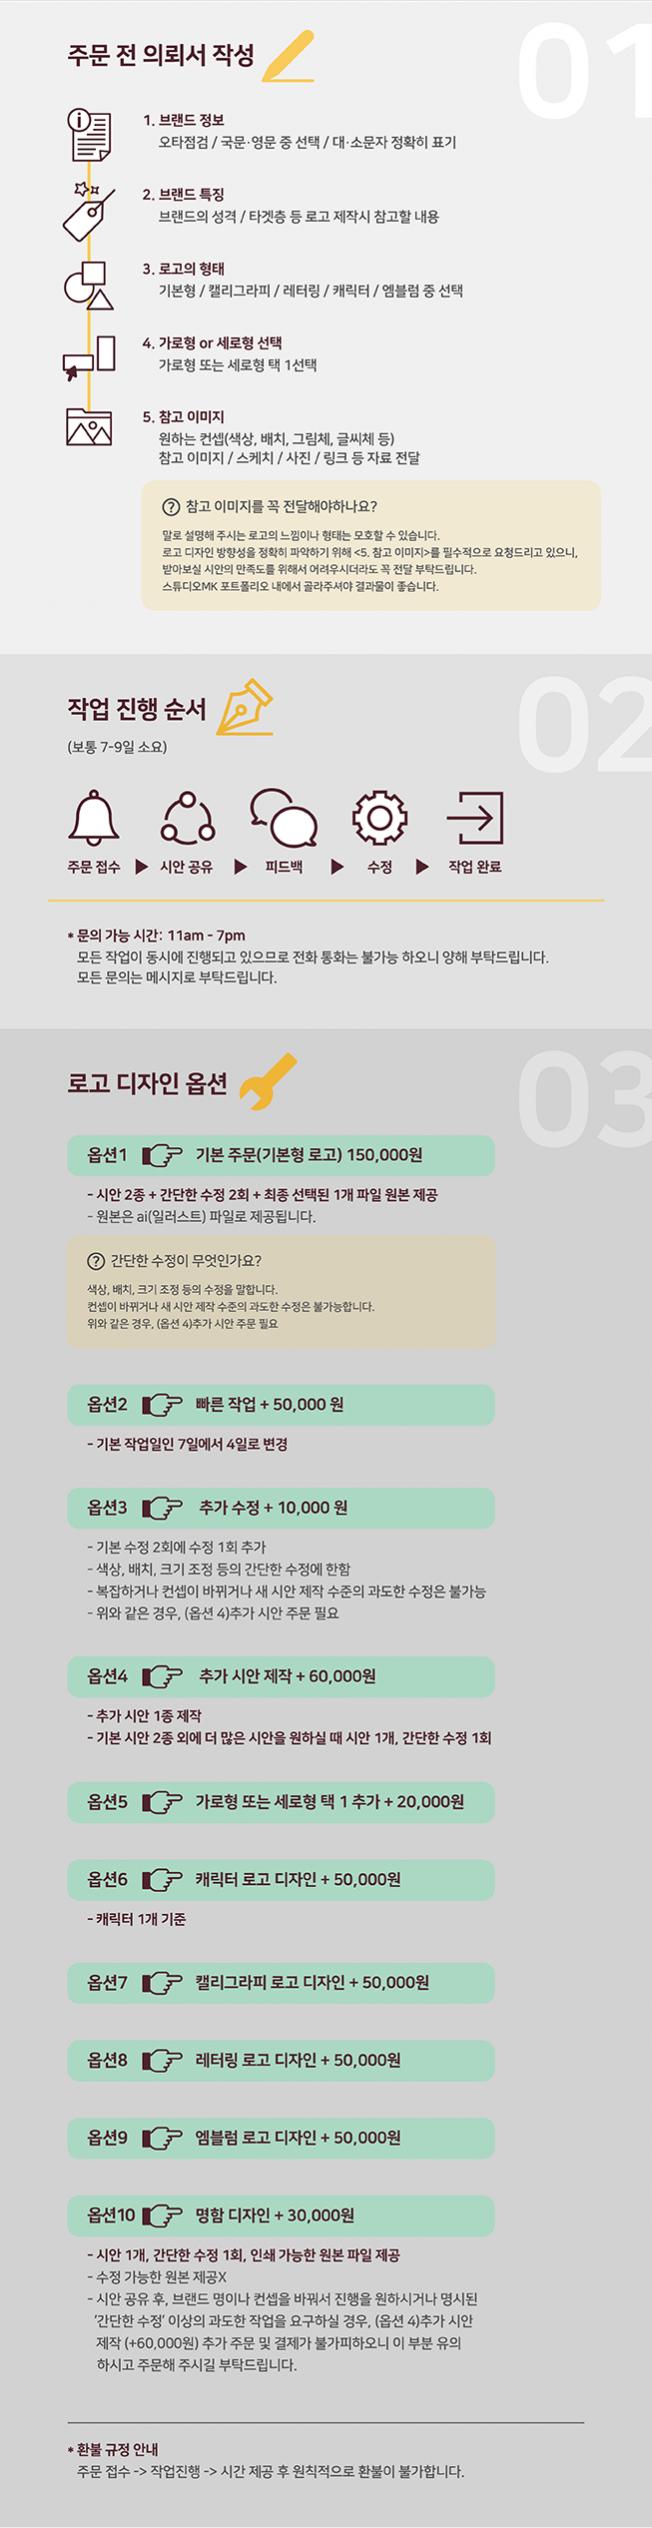 01
주문 전 의뢰서 작성
1. 브랜드 정보
오타점검 / 국문·영문 중 선택 / 대·소문자 정확히 표기
2. 브랜드 특징
브랜드의 성격 / 타겟층 등 로고 제작시 참고할 내용
3. 로고의 형태
기본형 / 캘리그라피 / 레터링 / 캐릭터 / 엠블럼 중 선택
4. 가로형 or 세로형 선택
가로형 또는 세로형 택 1선택
5. 참고 이미지
원하는 컨셉(색상, 배치, 그림체, 글씨체 등)
참고 이미지 / 스케치 / 사진 / 링크 등 자료 전달
? 참고 이미지를 꼭 전달해야하나요?
말로 설명해 주시는 로고의 느낌이나 형태는 모호할 수 있습니다.
로고 디자인 방향성을 정확히 파악하기 위해 <5. 참고 이미지>를 필수적으로 요청드리고 있으니,
받아보실 시안의 만족도를 위해서 어려우시더라도 꼭 전달 부탁드립니다.
스튜디오MK 포트폴리오 내에서 골라주셔야 결과물이 좋습니다.
02
작업 진행 순서
(보통 7-9일 소요)
주문 접수 ▶ 시안 공유 ▶ 피드백 ▶ 수정 ▶ 작업 완료
* 문의 가능 시간: 11am - 7pm
모든 작업이 동시에 진행되고 있으므로 전화 통화는 불가능 하오니 양해 부탁드립니다.
모든 문의는 메시지로 부탁드립니다.
03
로고 디자인 옵션
옵션1 기본 주문(기본형 로고) 150,000원
- 시안 2종 + 간단한 수정 2회 + 최종 선택된 1개 파일 원본 제공
- 원본은 ai(일러스트) 파일로 제공됩니다.
? 간단한 수정이 무엇인가요?
색상, 배치, 크기 조정 등의 수정을 말합니다.
컨셉이 바뀌거나 새 시안 제작 수준의 과도한 수정은 불가능합니다.
위와 같은 경우, (옵션 4)추가 시안 주문 필요
옵션2 빠른 작업 + 50,000 원
- 기본 작업일인 7일에서 4일로 변경
옵션3 추가 수정 + 10,000 원
- 기본 수정 2회에 수정 1회 추가
- 색상, 배치, 크기 조정 등의 간단한 수정에 한함
- 복잡하거나 컨셉이 바뀌거나 새 시안 제작 수준의 과도한 수정은 불가능
- 위와 같은 경우, (옵션 4)추가 시안 주문 필요
옵션4 추가 시안 제작 + 60,000원
- 추가 시안 1종 제작
- 기본 시안 2종 외에 더 많은 시안을 원하실 때 시안 1개, 간단한 수정 1회
옵션5 가로형 또는 세로형 택 1 추가 + 20,000원
옵션6 캐릭터 로고 디자인 + 50,000원
- 캐릭터 1개 기준
옵션7 캘리그라피 로고 디자인 + 50,000원
옵션8 레터링 로고 디자인 + 50,000원
옵션9 엠블럼 로고 디자인 + 50,000원
옵션10 명함 디자인 + 30,000원
- 시안 1개, 간단한 수정 1회, 인쇄 가능한 원본 파일 제공
- 수정 가능한 원본 제공X
- 시안 공유 후, 브랜드 명이나 컨셉을 바꿔서 진행을 원하시거나 명시된
'간단한 수정' 이상의 과도한 작업을 요구하실 경우, (옵션 4)추가 시안
제작 (+60,000원) 추가 주문 및 결제가 불가피하오니 이 부분 유의
하시고 주문해 주시길 부탁드립니다.
* 환불 규정 안내
주문 접수 -> 작업진행 -> 시간 제공 후 원칙적으로 환불이 불가합니다.